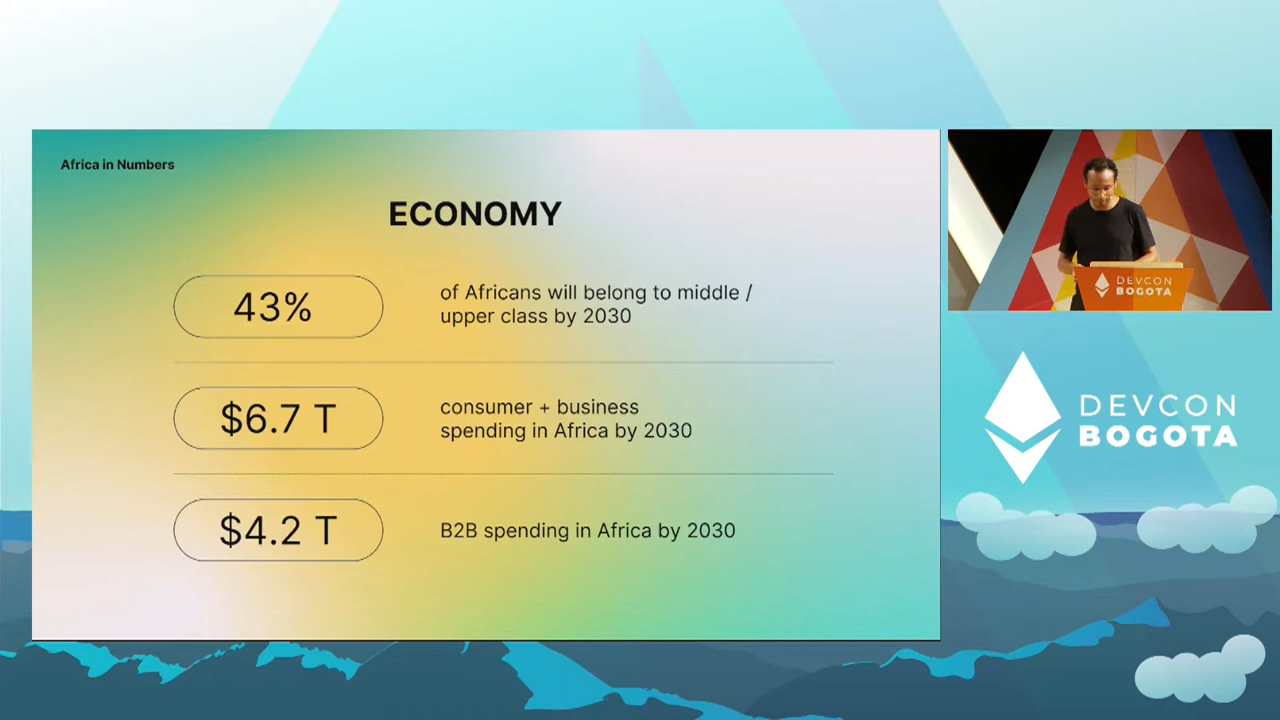 Africa in Numbers
ECONOMY
43%
of Africans will belong to middle /
upper class by 2030
$6.7 T
consumer + business
spending in Africa by 2030
$4.2 T
B2B spending in Africa by 2030
DEVCON
BOGOTA
DEVCON
BOGOTA